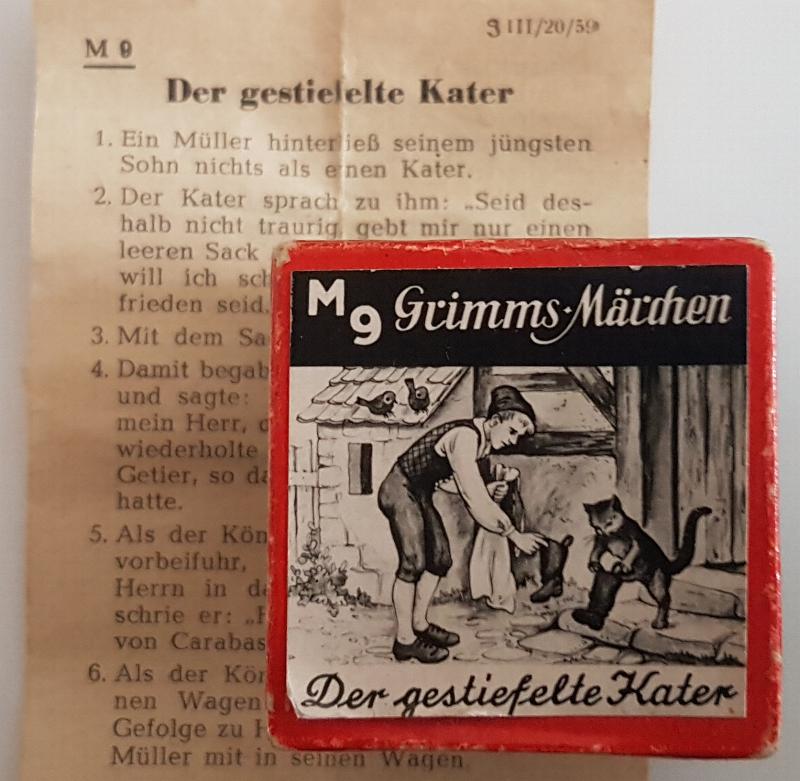 M 9
III/20/59
Der gestiefelte Kater
1. Ein Müller hinterließ seinem jüngsten
Sohn nichts als einen Kater.
2. Der Kater sprach zu ihm: „Seid des-
halb nicht traurig gebt mir nur einen
leeren Sack
will ich
frieden seid.
3. Mit dem
4. Damit begab
und sagte:
mein Herr,
wiederholte
Getier, so
hatte.
5. Als der
vorbeifuhr,
Herrn in
schrie er:
von Carabas
6. Als der
nen Wagen
Gefolge zu
Müller mit in seinen Wagen.
M9 Grimms-Märchen
Der gestiefelte Kater